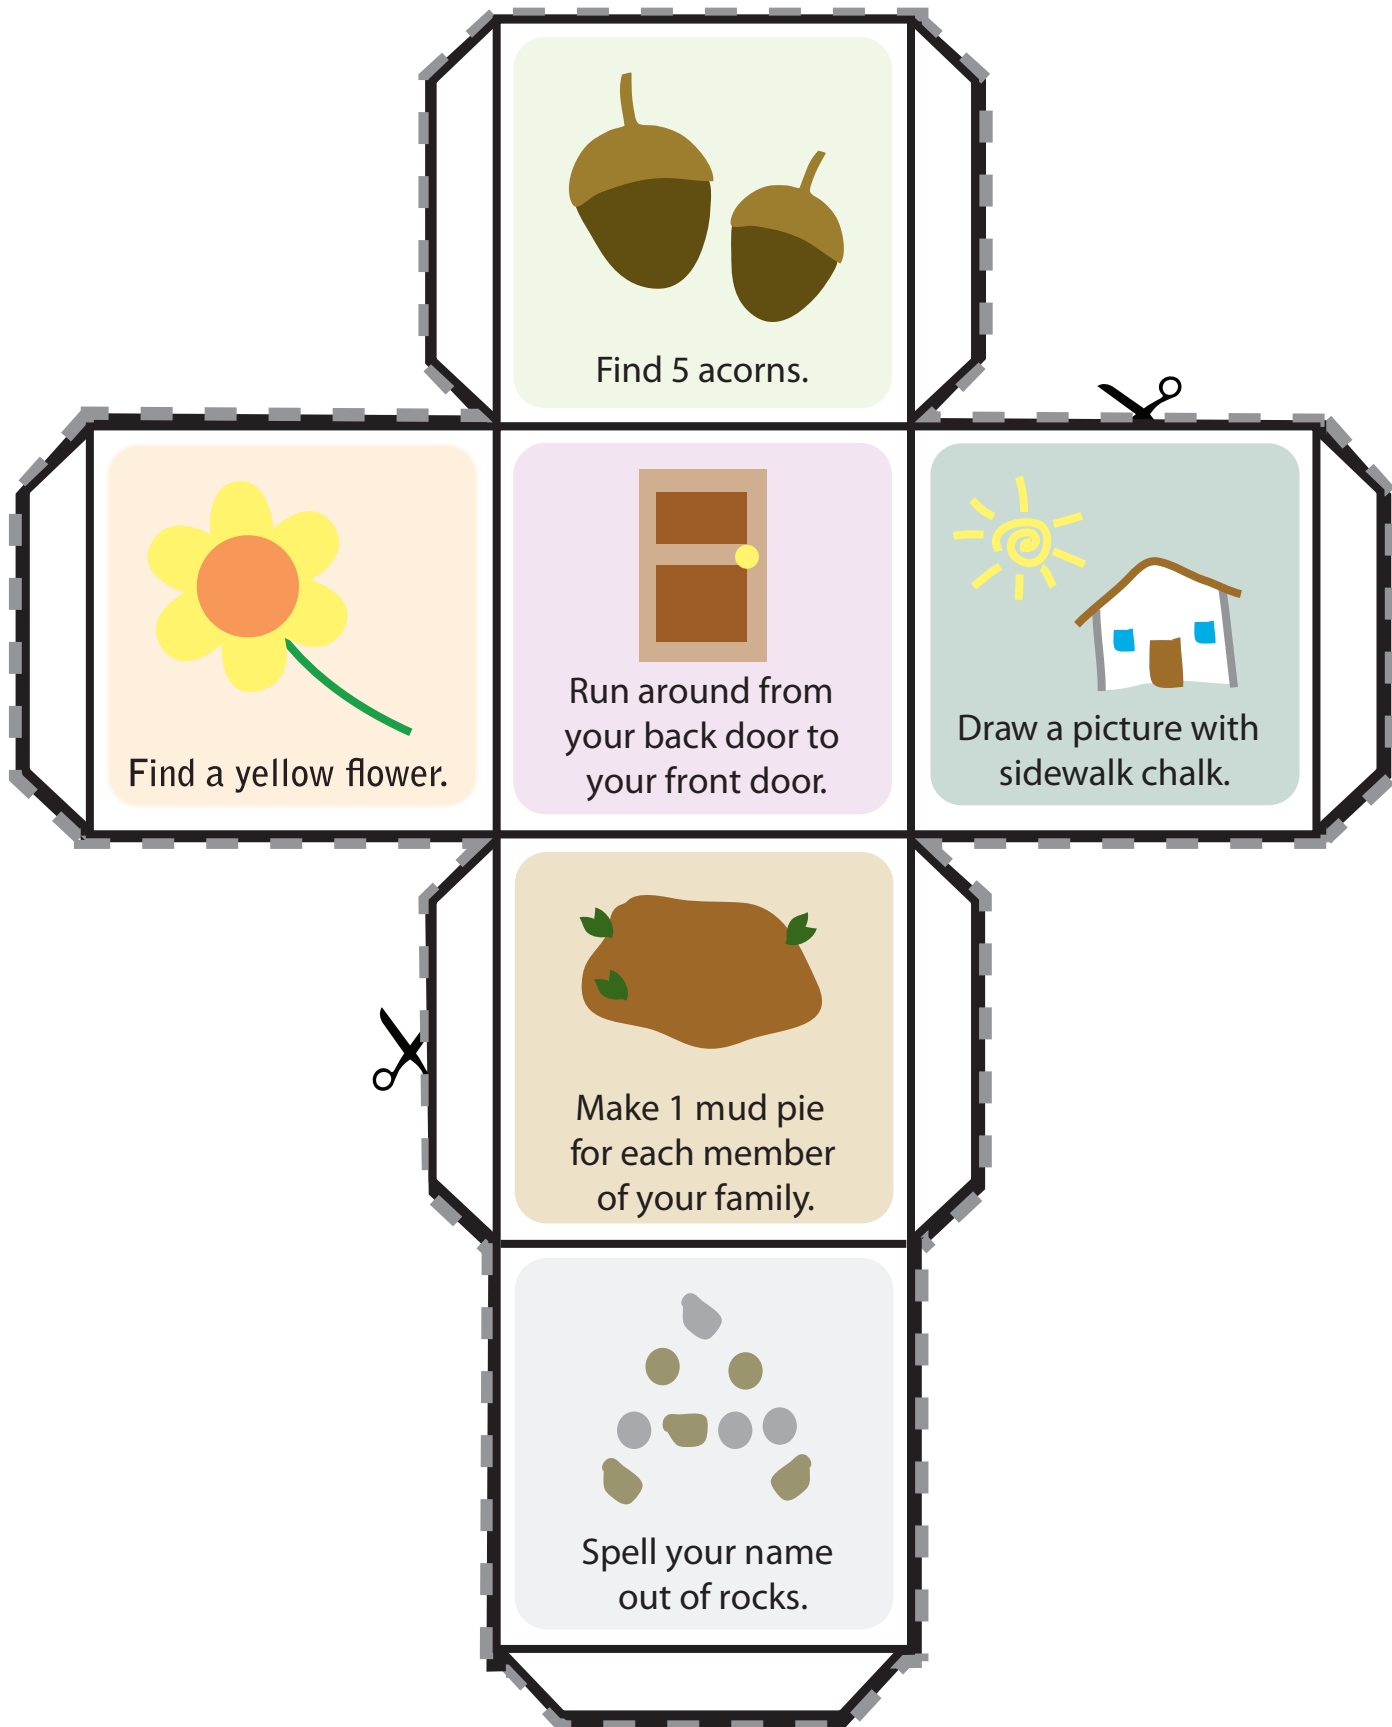 Find 5 acorns.
Find a yellow flower.
Run around from
your back door to
your front door.
Draw a picture with
sidewalk chalk.
Make 1 mud pie
for each member
of your family.
Spell your name
out of rocks.